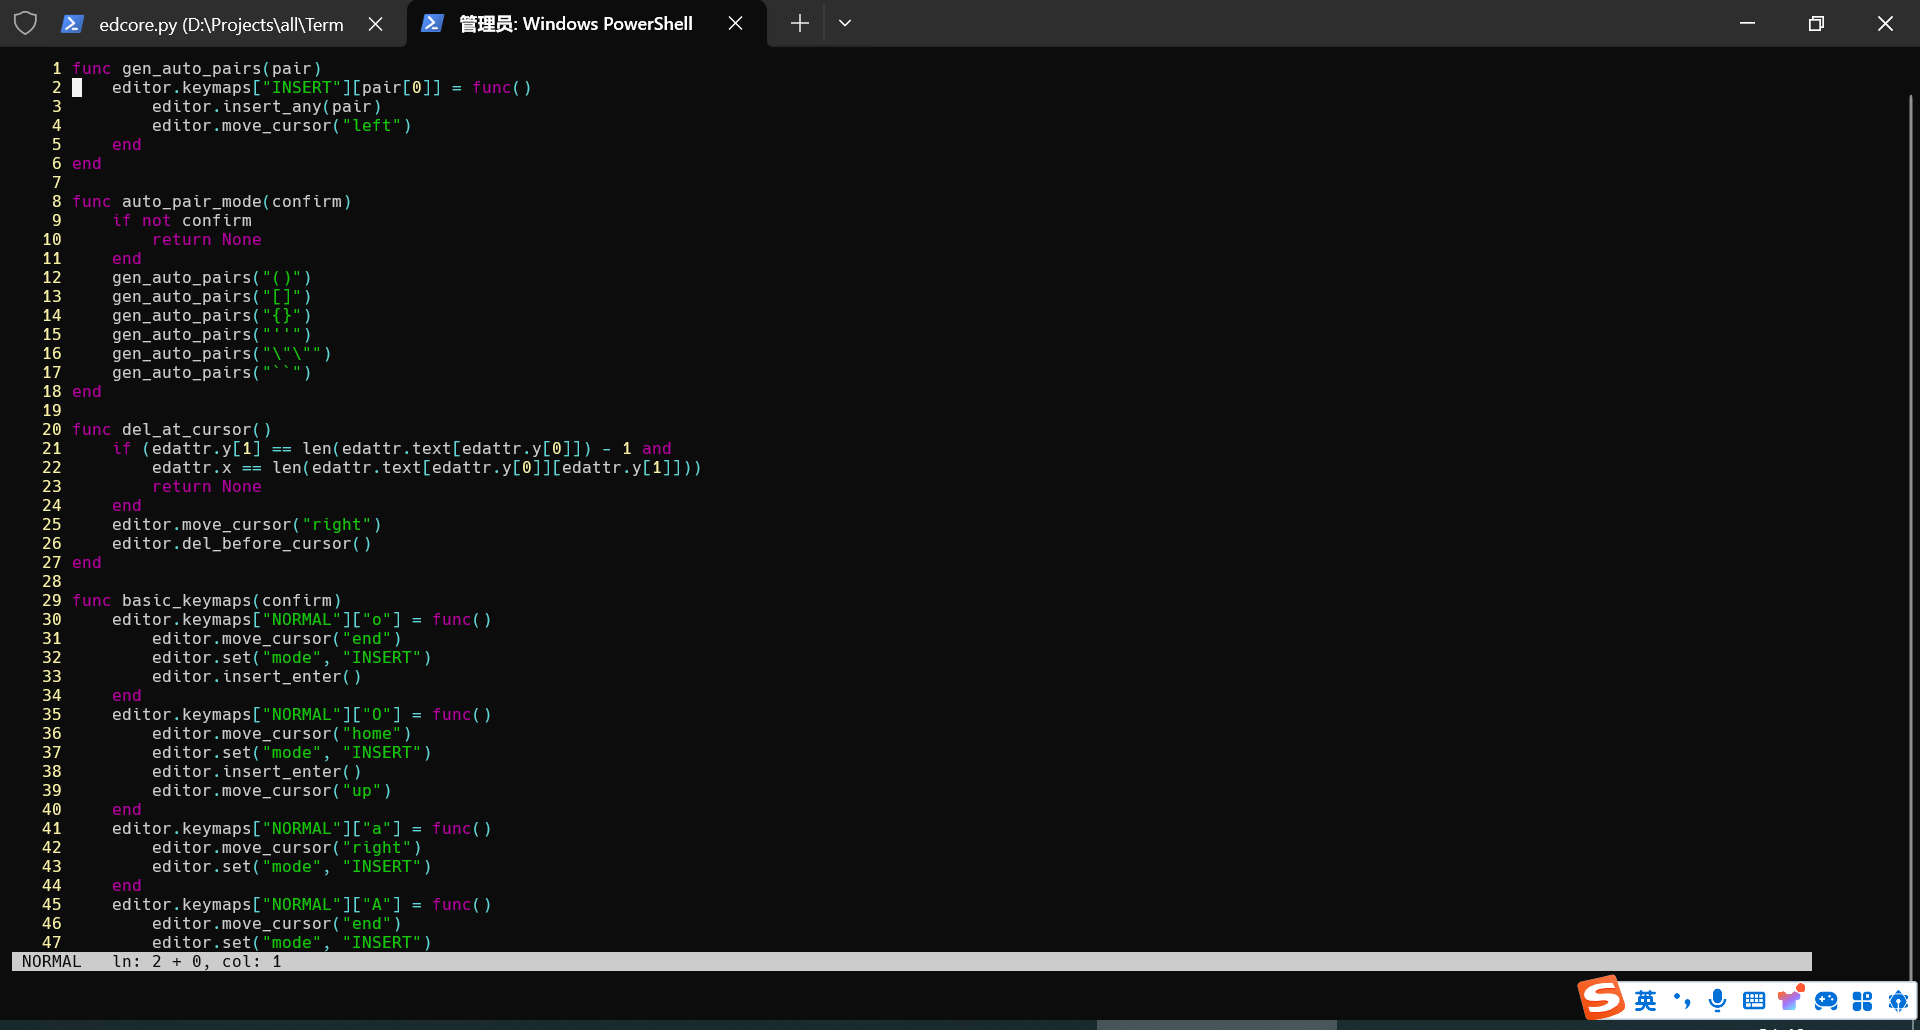 edcore.py (D:\Projects\all\Term
管理员: Windows PowerShell
1 func gen_auto_pairs(pair)
2     editor.keymaps["INSERT"][pair[0]] = func()
3         editor.insert_any(pair)
4         editor.move_cursor("left")
5     end
6 end
7
8 func auto_pair_mode(confirm)
9     if not confirm
10         return None
11     end
12     gen_auto_pairs("()")
13     gen_auto_pairs("[]")
14     gen_auto_pairs("{}")
15     gen_auto_pairs("''")
16     gen_auto_pairs("\"\"")
17     gen_auto_pairs("``")
18 end
19
20 func del_at_cursor()
21     if (edattr.y[1] == len(edattr.text[edattr.y[0]]) - 1 and
22         edattr.x == len(edattr.text[edattr.y[0]][edattr.y[1]]))
23         return None
24     end
25     editor.move_cursor("right")
26     editor.del_before_cursor()
27 end
28
29 func basic_keymaps(confirm)
30     editor.keymaps["NORMAL"]["o"] = func()
31         editor.move_cursor("end")
32         editor.set("mode", "INSERT")
33         editor.insert_enter()
34     end
35     editor.keymaps["NORMAL"]["O"] = func()
36         editor.move_cursor("home")
37         editor.set("mode", "INSERT")
38         editor.insert_enter()
39         editor.move_cursor("up")
40     end
41     editor.keymaps["NORMAL"]["a"] = func()
42         editor.move_cursor("right")
43         editor.set("mode", "INSERT")
44     end
45     editor.keymaps["NORMAL"]["A"] = func()
46         editor.move_cursor("end")
47         editor.set("mode", "INSERT")
NORMAL   ln: 2 + 0, col: 1
英